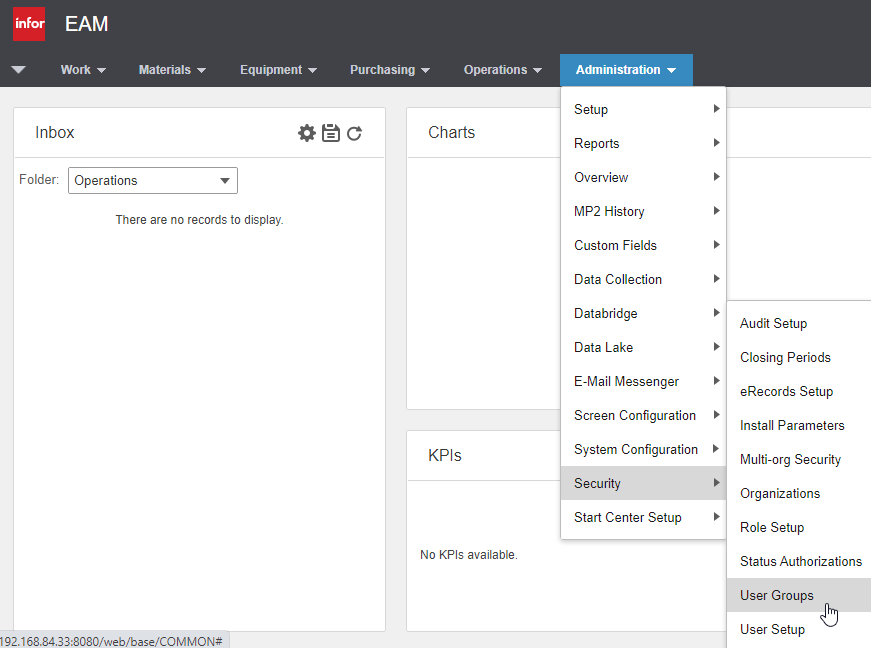 infor EAM
Work Materials Equipment Purchasing Operations Administration
Inbox
Folder: Operations
There are no records to display.
Charts
KPIs
No KPIs available.
Setup
Reports
Overview
MP2 History
Custom Fields
Data Collection
Databridge
Data Lake
E-Mail Messenger
Screen Configuration
System Configuration
Security
Start Center Setup
Audit Setup
Closing Periods
eRecords Setup
Install Parameters
Multi-org Security
Organizations
Role Setup
Status Authorizations
User Groups
User Setup
192.168.84.33:8080/web/base/COMMON#